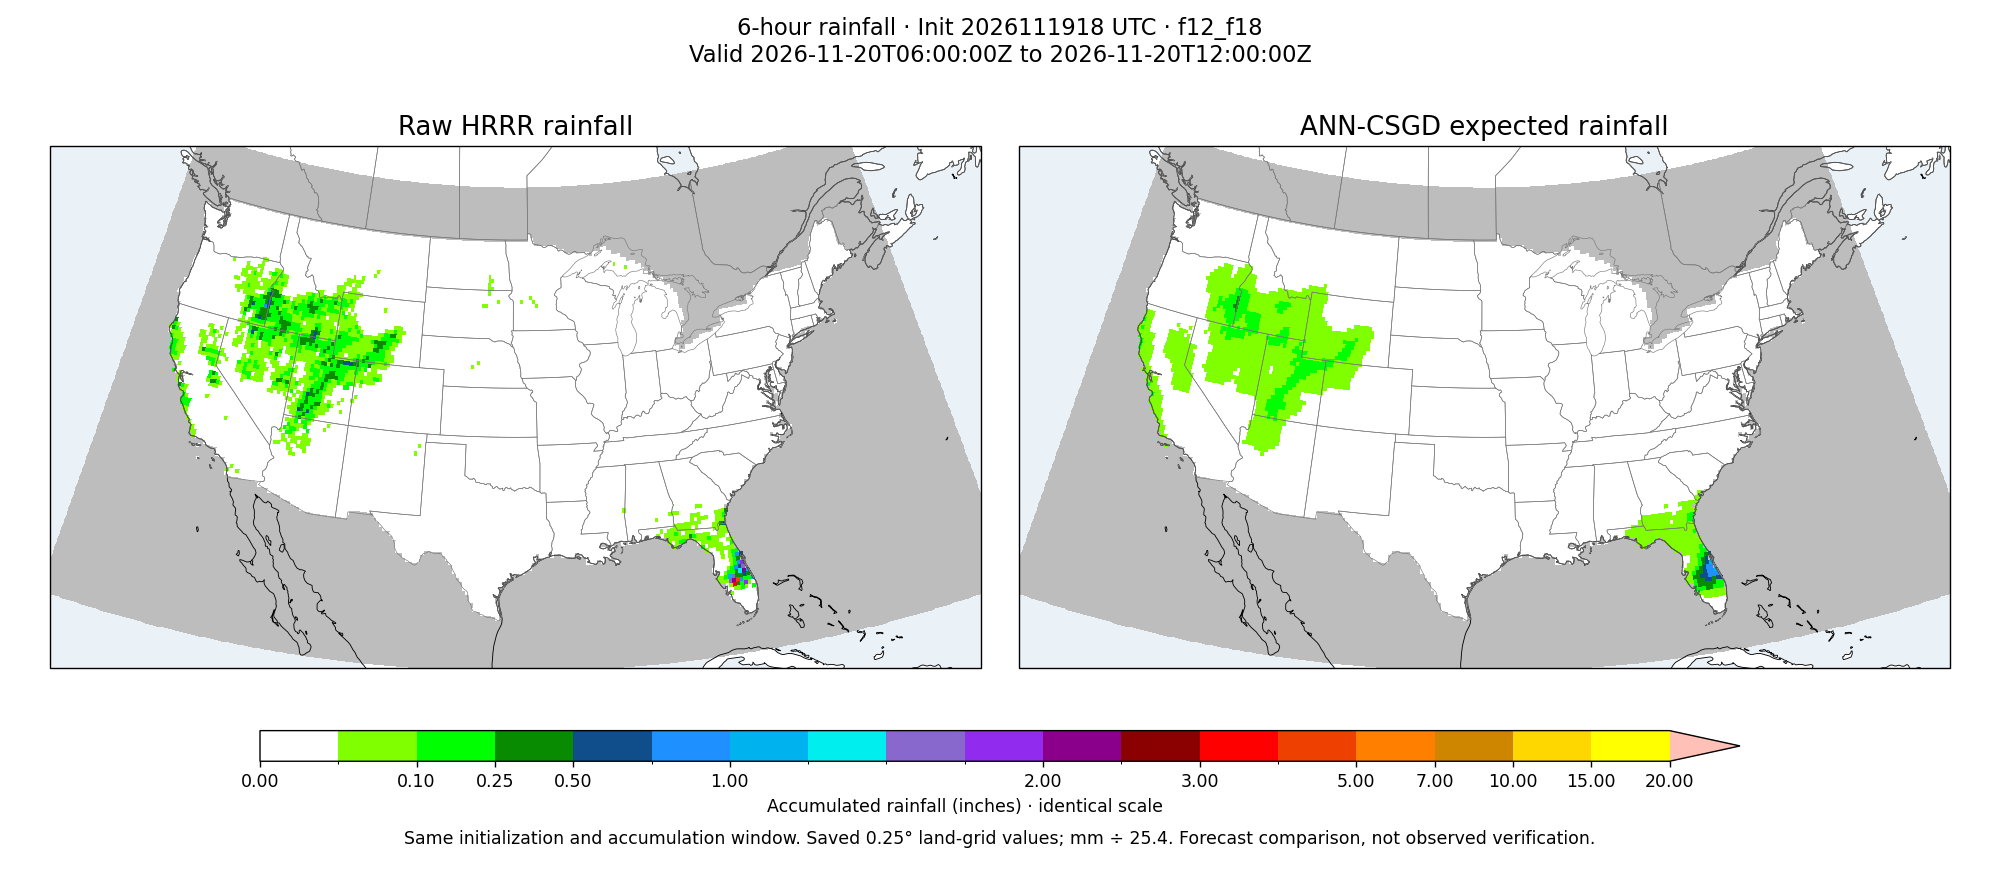 6-hour rainfall · Init 2026111918 UTC · f12_f18
Valid 2026-11-20T06:00:00Z to 2026-11-20T12:00:00Z
Raw HRRR rainfall
ANN-CSGD expected rainfall
0.00 0.10 0.25 0.50 1.00 2.00 3.00 5.00 7.00 10.00 15.00 20.00
Accumulated rainfall (inches) · identical scale
Same initialization and accumulation window. Saved 0.25° land-grid values; mm ÷ 25.4. Forecast comparison, not observed verification.